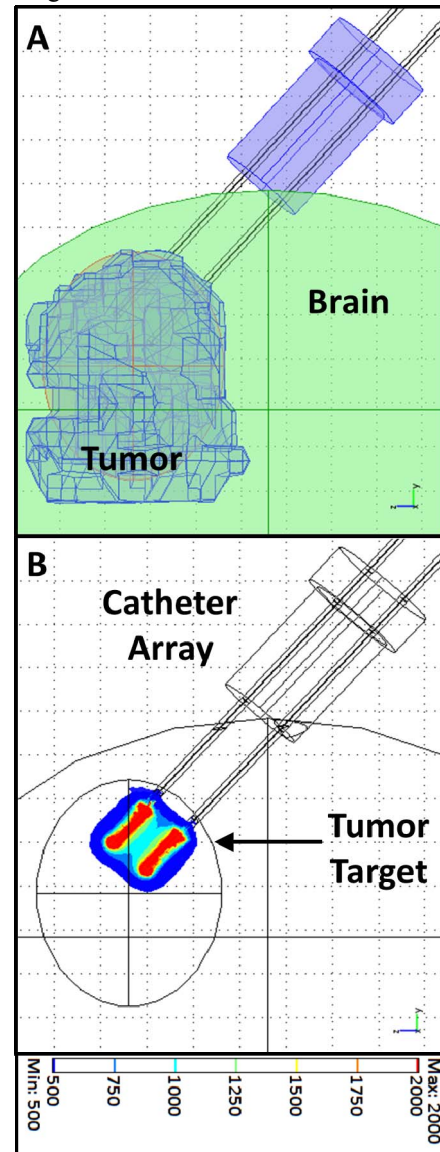 A
Brain
Tumor
y
z
x
B
Catheter
Array
Tumor
Target
y
z
x
Min: 500
500
750
1000
1250
1500
1750
2000
Max: 2000